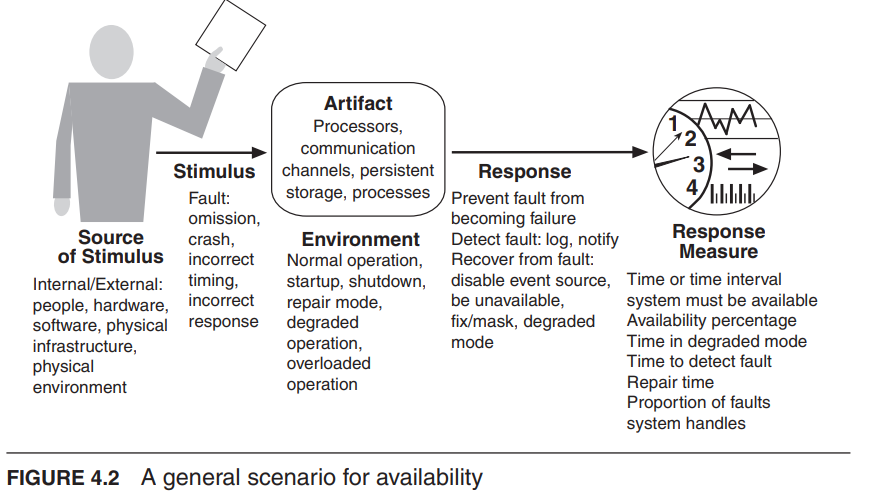 Source
of Stimulus
Internal/External:
people, hardware,
software, physical
infrastructure,
physical
environment
Stimulus
Fault:
omission,
crash,
incorrect
timing,
incorrect
response
Artifact
Processors,
communication
channels, persistent
storage, processes
Environment
Normal operation,
startup, shutdown,
repair mode,
degraded
operation,
overloaded
operation
Response
Prevent fault from
becoming failure
Detect fault: log, notify
Recover from fault:
disable event source,
be unavailable,
fix/mask, degraded
mode
1
2
3
4
Response
Measure
Time or time interval
system must be available
Availability percentage
Time in degraded mode
Time to detect fault
Repair time
Proportion of faults
system handles
FIGURE 4.2 A general scenario for availability